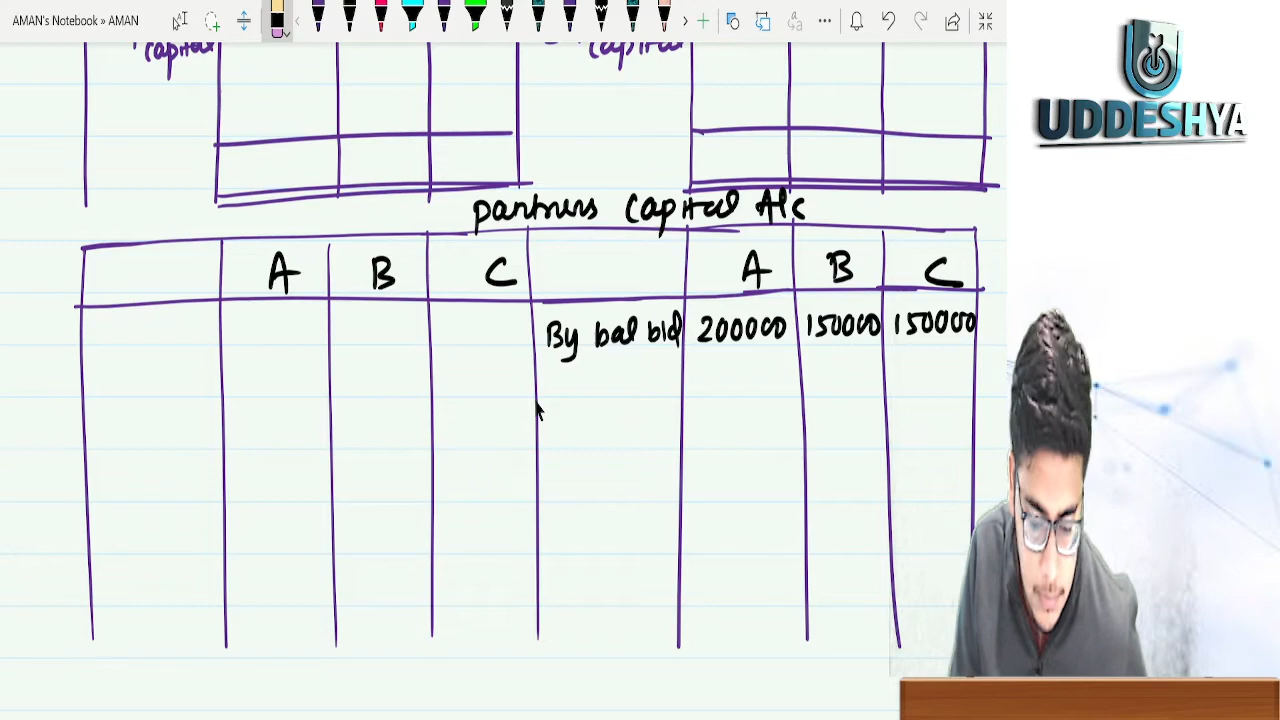 AMAN's Notebook » AMAN
capital
capital
UDDESHYA
partners Capital A/c
A B C A B C
By bal b/d 200000 150000 150000